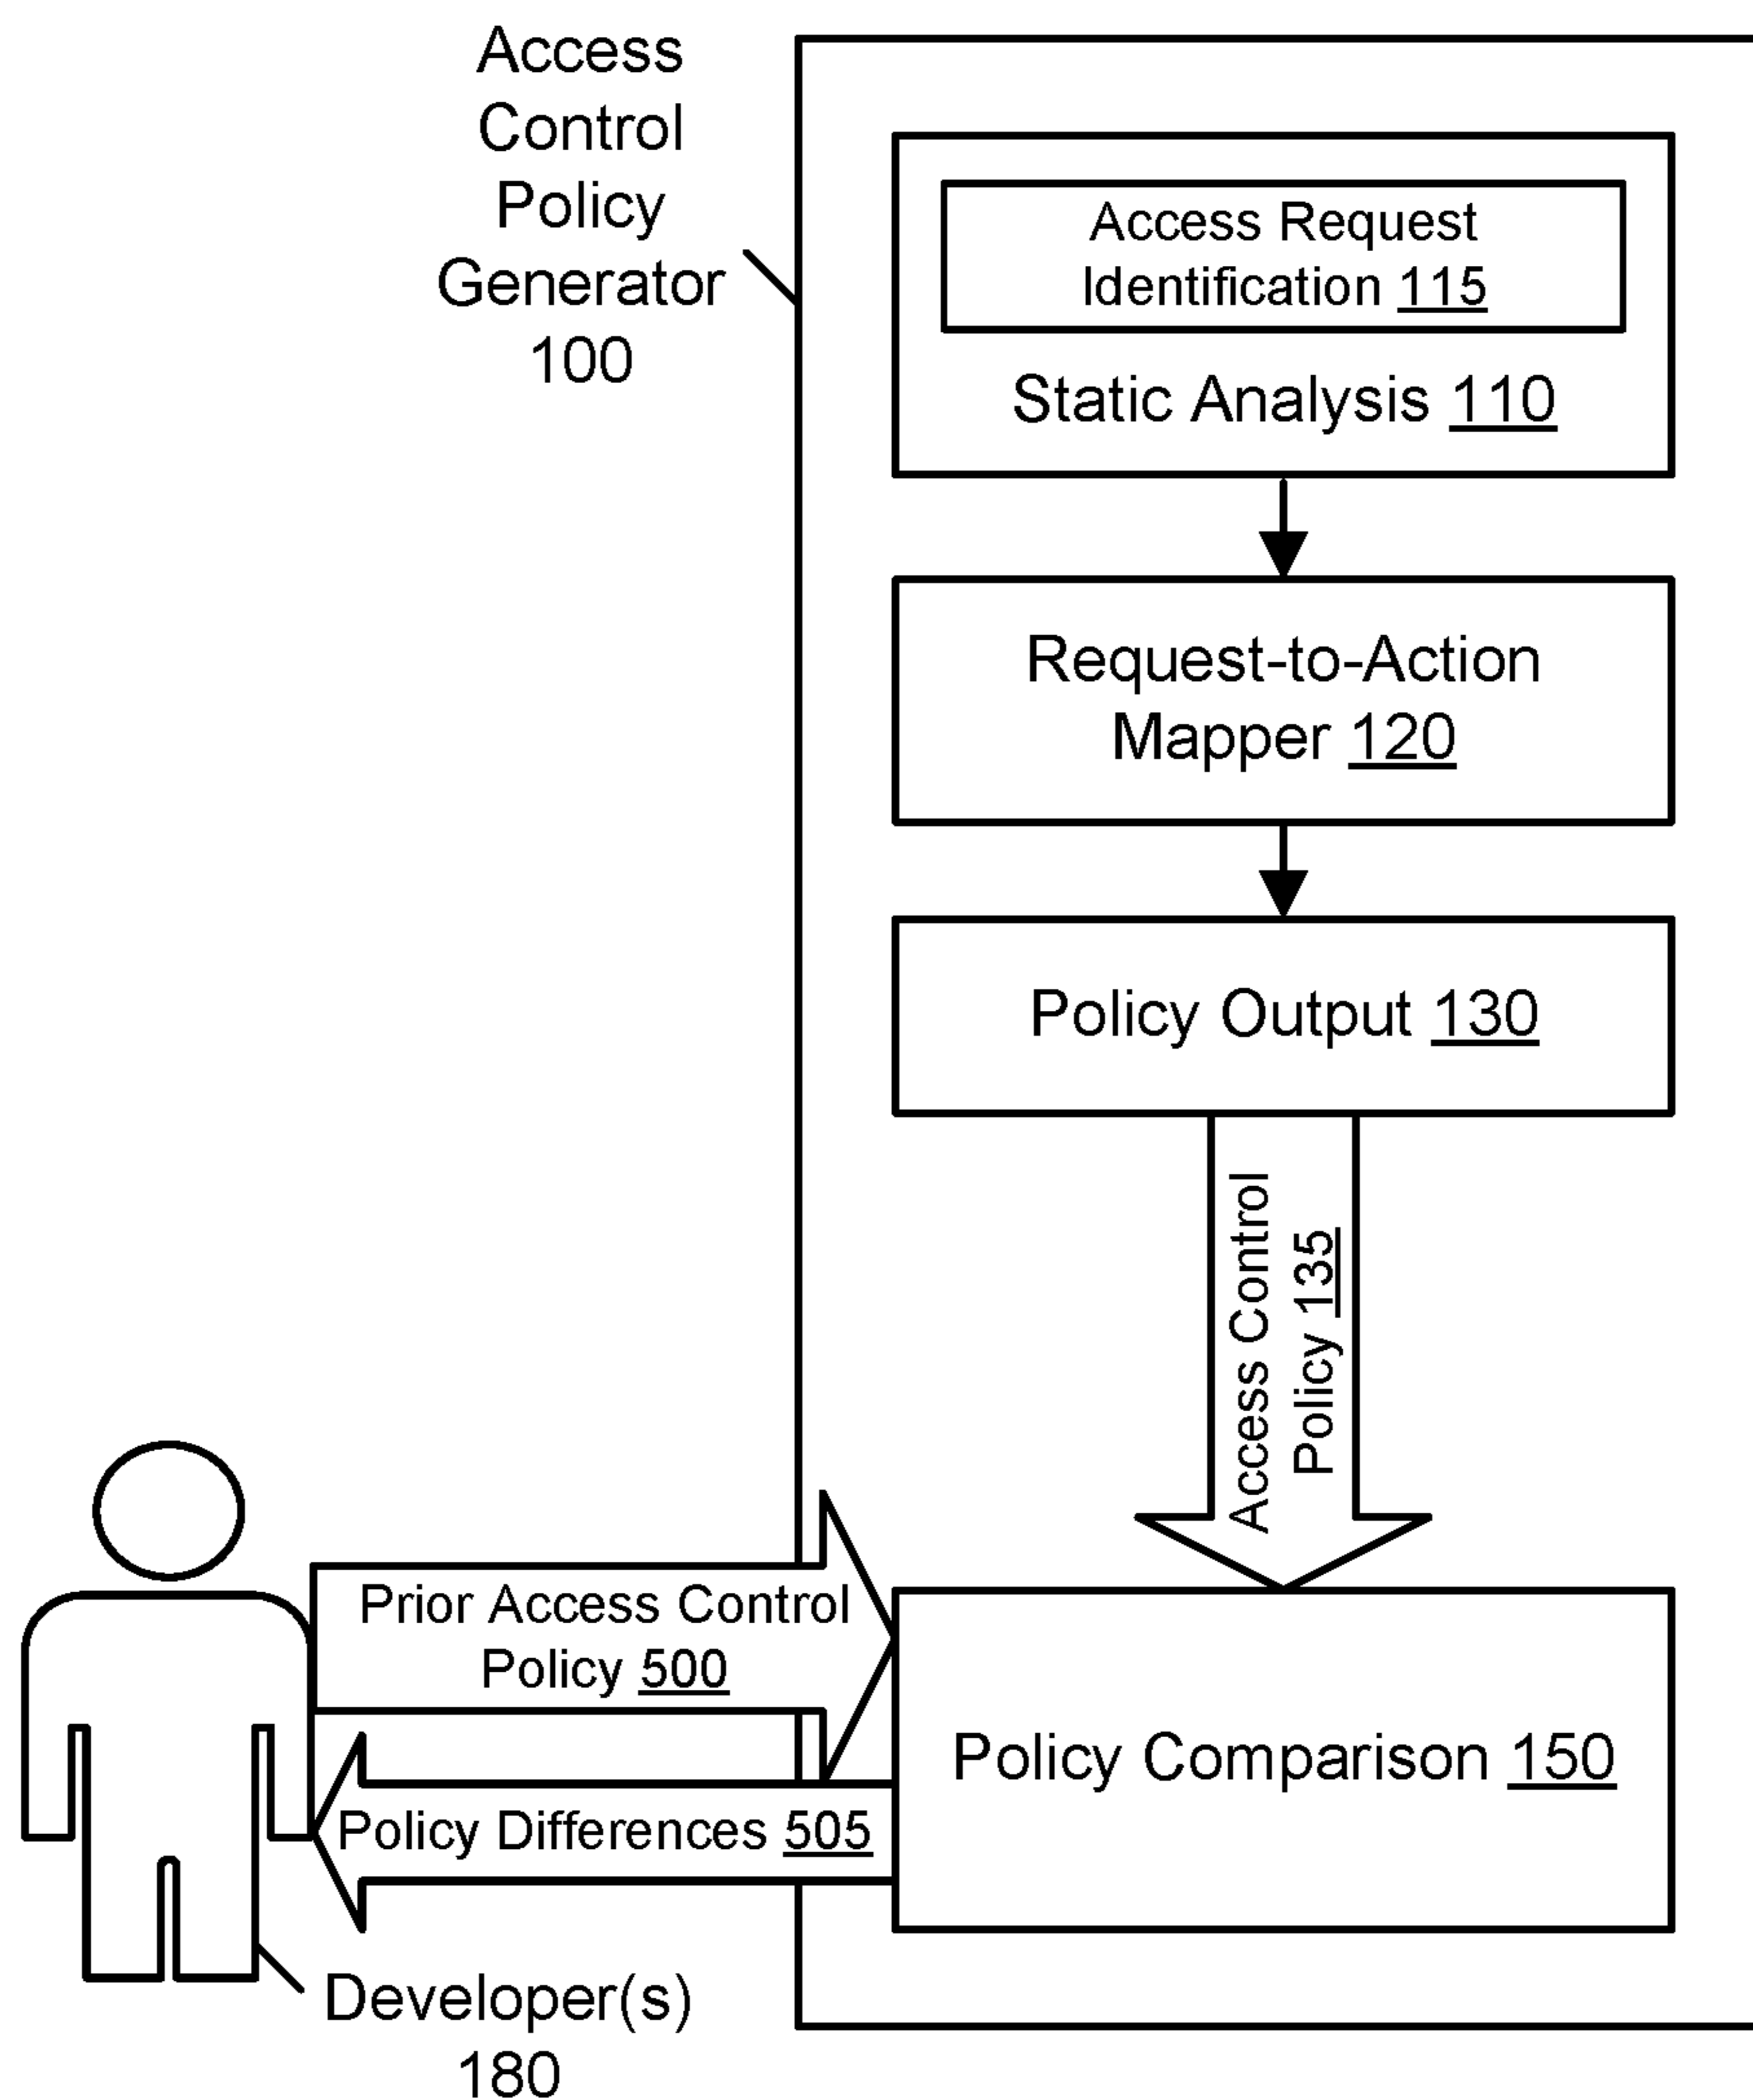 Access
Control
Policy
Generator
100
Access Request
Identification 115
Static Analysis 110
Request-to-Action
Mapper 120
Policy Output 130
Access Control
Policy 135
Prior Access Control
Policy 500
Policy Comparison 150
Policy Differences 505
Developer(s)
180